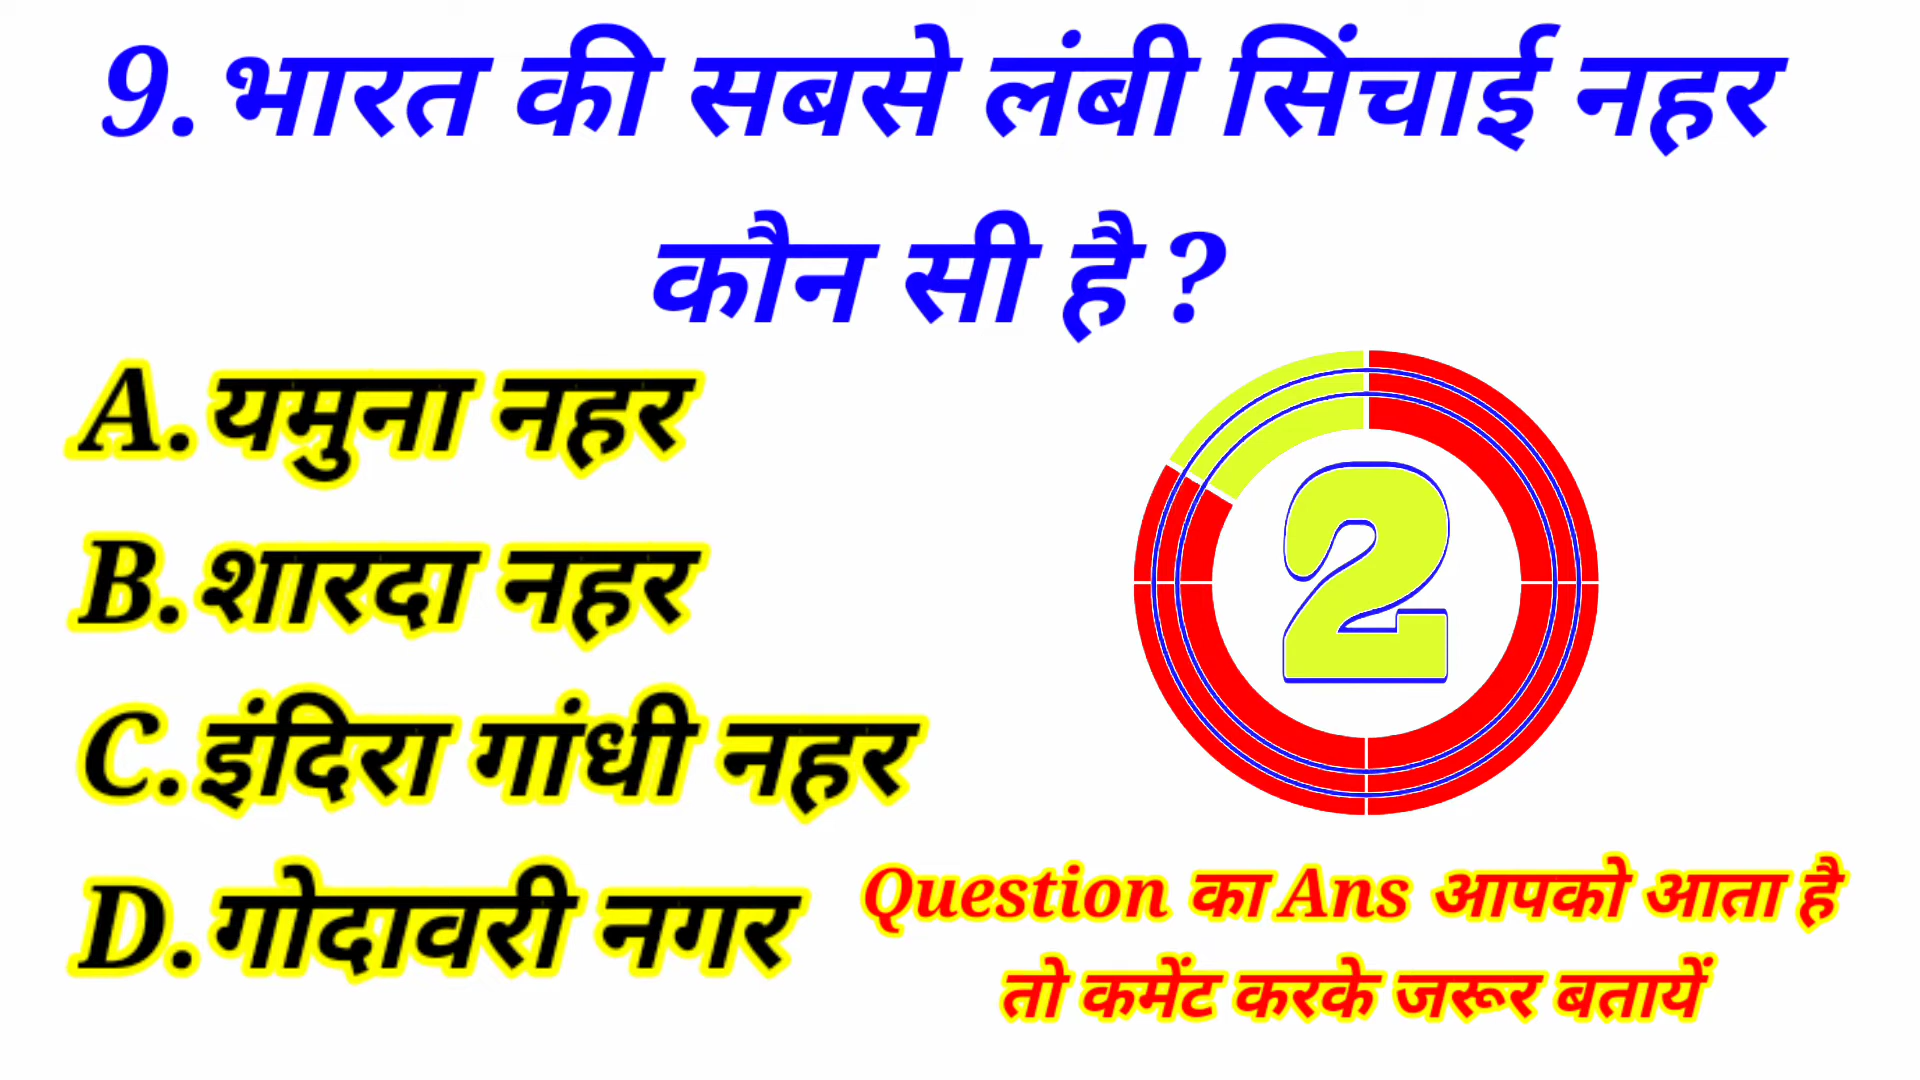 9.भारत की सबसे लंबी सिंचाई नहर
कौन सी है ?
A.यमुना नहर
B.शारदा नहर
C.इंदिरा गांधी नहर
D.गोदावरी नगर
2
Question का Ans आपको आता है
तो कमेंट करके जरूर बतायें